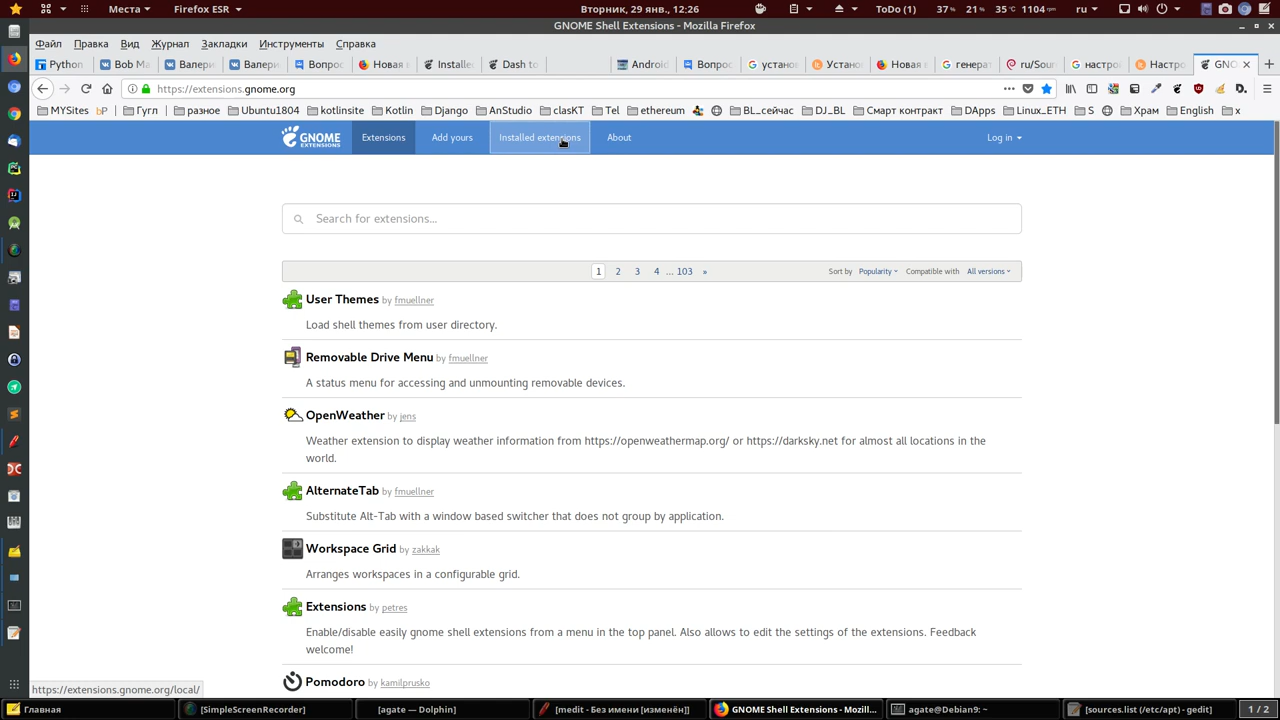 Места
Firefox ESR
Вторник, 29 янв., 12:26
ToDo (1)
37 %
21 %
35°C
1104 грm
ru
GNOME Shell Extensions - Mozilla Firefox
Файл Правка Вид Журнал Закладки Инструменты Справка
Python
Bob Ma
Валери
Валери
Вопрос
Новая в
Installe
Dash to
Android
Вопрос
установ
Установ
Новая в
генерат
ru/Sour
настро
Настро
GNO
https://extensions.gnome.org
MYSites Гугл разное Ubuntu1804 kotlinsite Kotlin Django AnStudio clasKT Tel ethereum BL_сейчас DJ_BL Смарт контракт DApps Linux_ETH S Храм English x
GNOME EXTENSIONS
Extensions
Add yours
Installed extensions
About
Log in
Search for extensions...
1 2 3 4 ... 103 »
Sort by Popularity Compatible with All versions
User Themes by fmuellner
Load shell themes from user directory.
Removable Drive Menu by fmuellner
A status menu for accessing and unmounting removable devices.
OpenWeather by jens
Weather extension to display weather information from https://openweathermap.org/ or https://darksky.net for almost all locations in the
world.
AlternateTab by fmuellner
Substitute Alt-Tab with a window based switcher that does not group by application.
Workspace Grid by zakkak
Arranges workspaces in a configurable grid.
Extensions by petres
Enable/disable easily gnome shell extensions from a menu in the top panel. Also allows to edit the settings of the extensions. Feedback
welcome!
Pomodoro by kamilprusko
https://extensions.gnome.org/local/
Главная
[SimpleScreenRecorder]
[agate — Dolphin]
[medit - Без имени [изменён]]
GNOME Shell Extensions - Mozill...
agate@Debian9: ~
[sources.list (/etc/apt) - gedit]
1 / 2